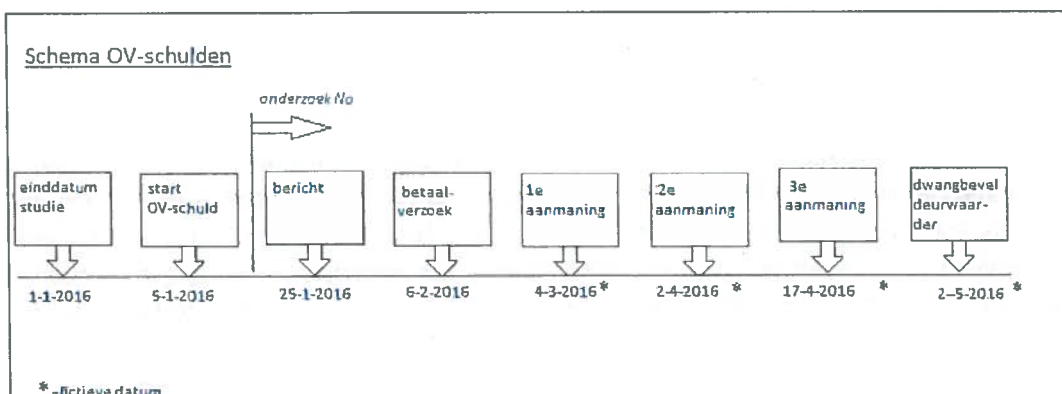 Schema OV-schulden
onderzoek No
einddatum
studie
start
OV-schuld
bericht
betaal-
verzoek
1e
aanmaning
2e
aanmaning
3e
aanmaning
dwangbevel
deurwaar-
der
1-1-2016
5-1-2016
25-1-2016
6-2-2016
4-3-2016 *
2-4-2016 *
17-4-2016 *
2-5-2016 *
* =fictieve datum